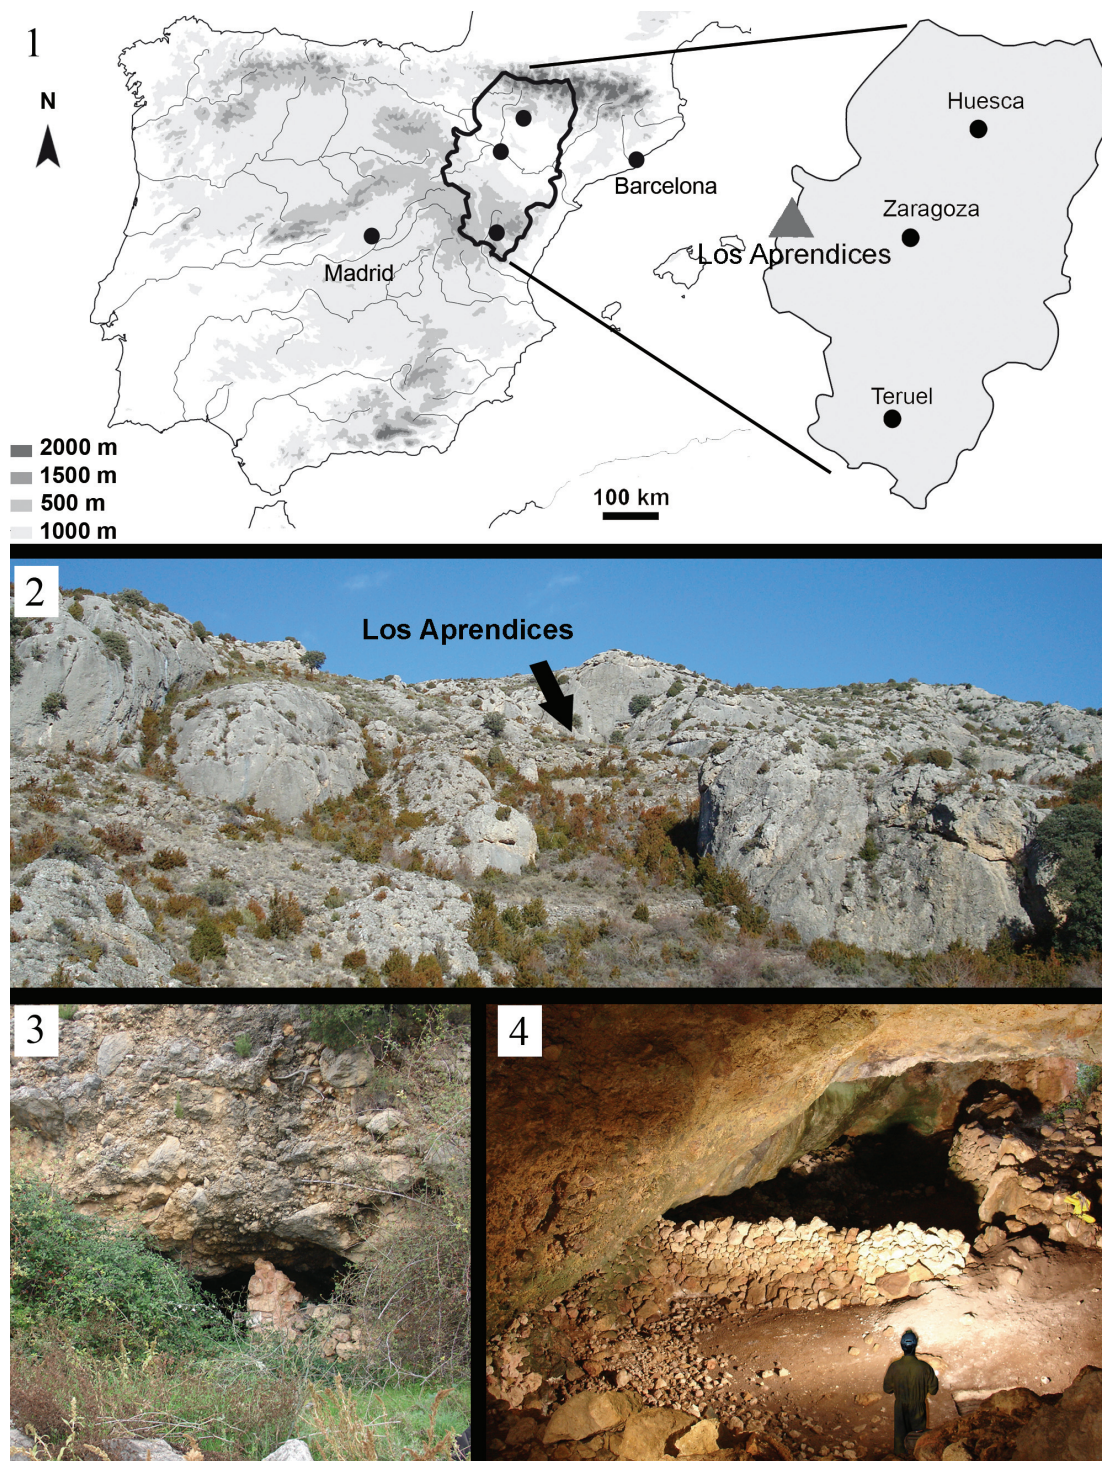 1
N
Huesca
Barcelona
Zaragoza
Los Aprendices
Madrid
Teruel
2000 m
1500 m
500 m
1000 m
100 km
2
Los Aprendices
3
4